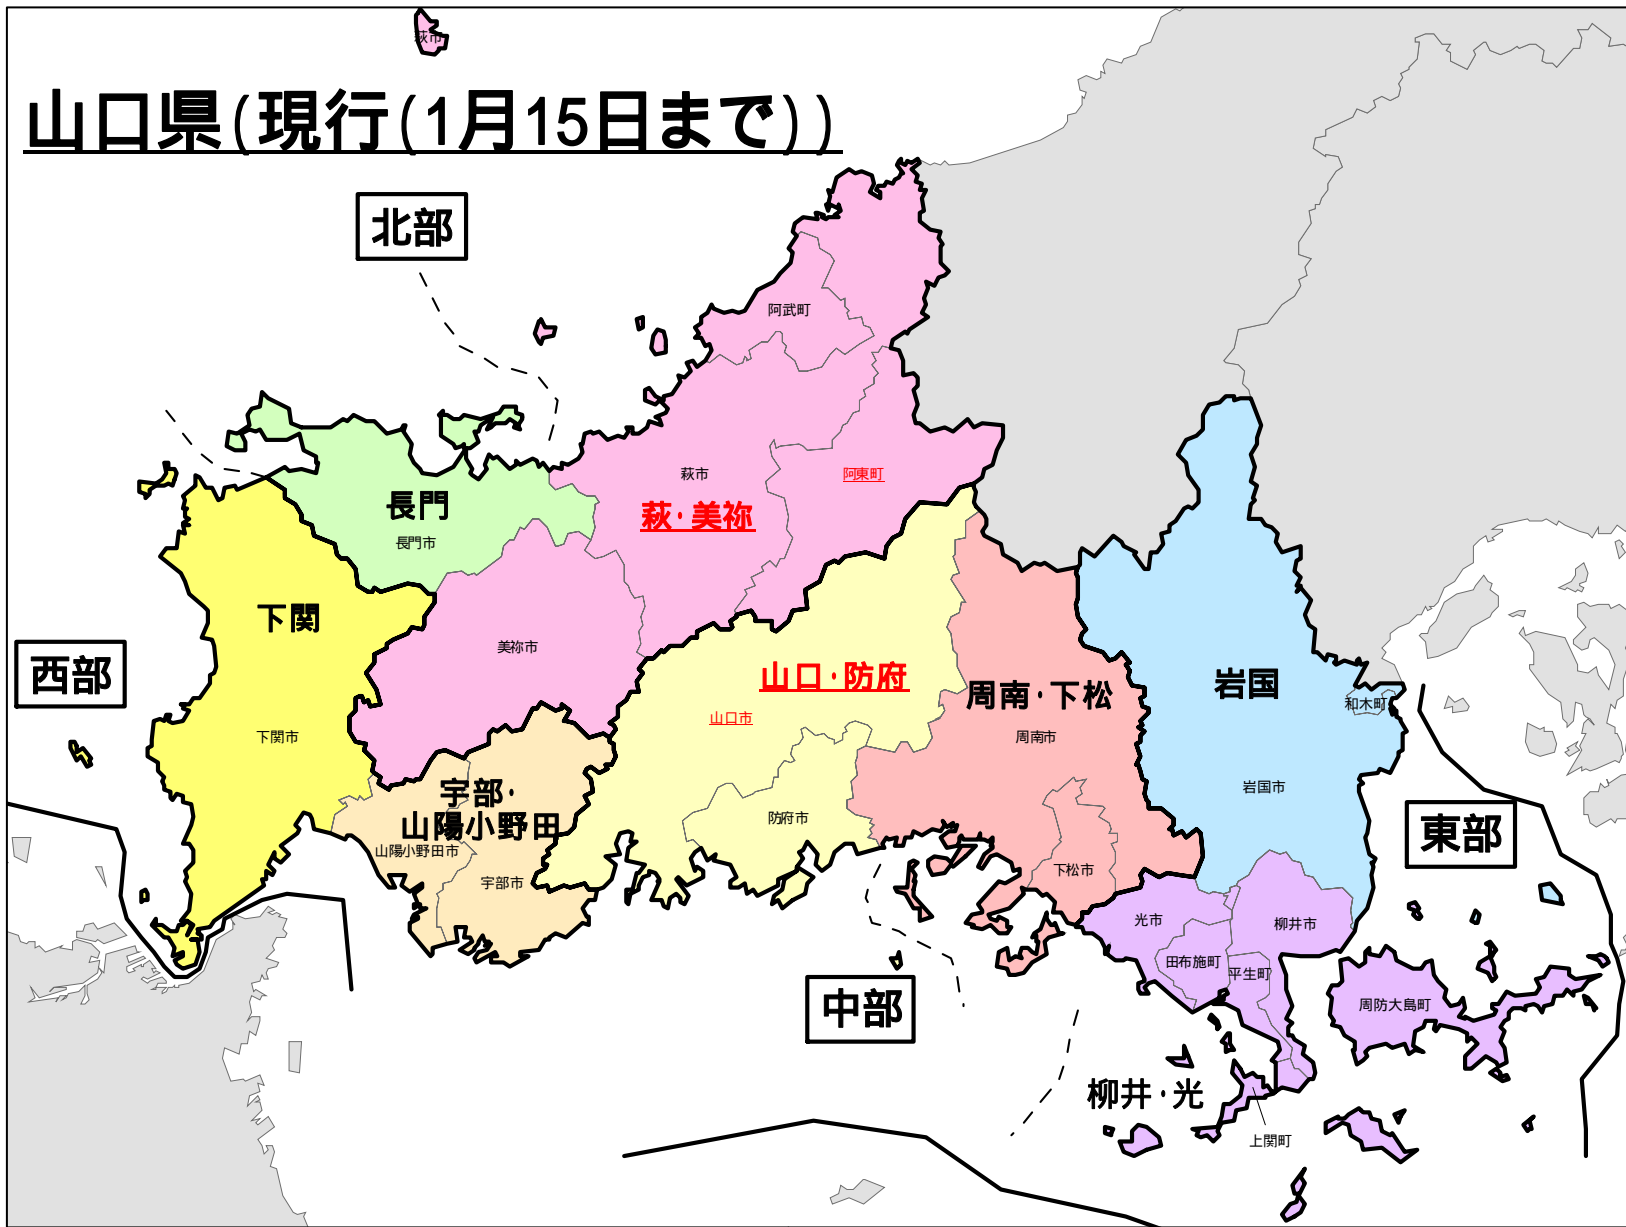 萩市
山口県(現行(1月15日まで))
北部
阿武町
萩市
阿東町
萩・美祢
長門
長門市
下関
美祢市
西部
山口・防府
山口市
周南・下松
周南市
岩国
和木町
下関市
岩国市
宇部・
山陽小野田
山陽小野田市
防府市
東部
宇部市
下松市
光市
柳井市
田布施町
平生町
周防大島町
中部
柳井・光
上関町